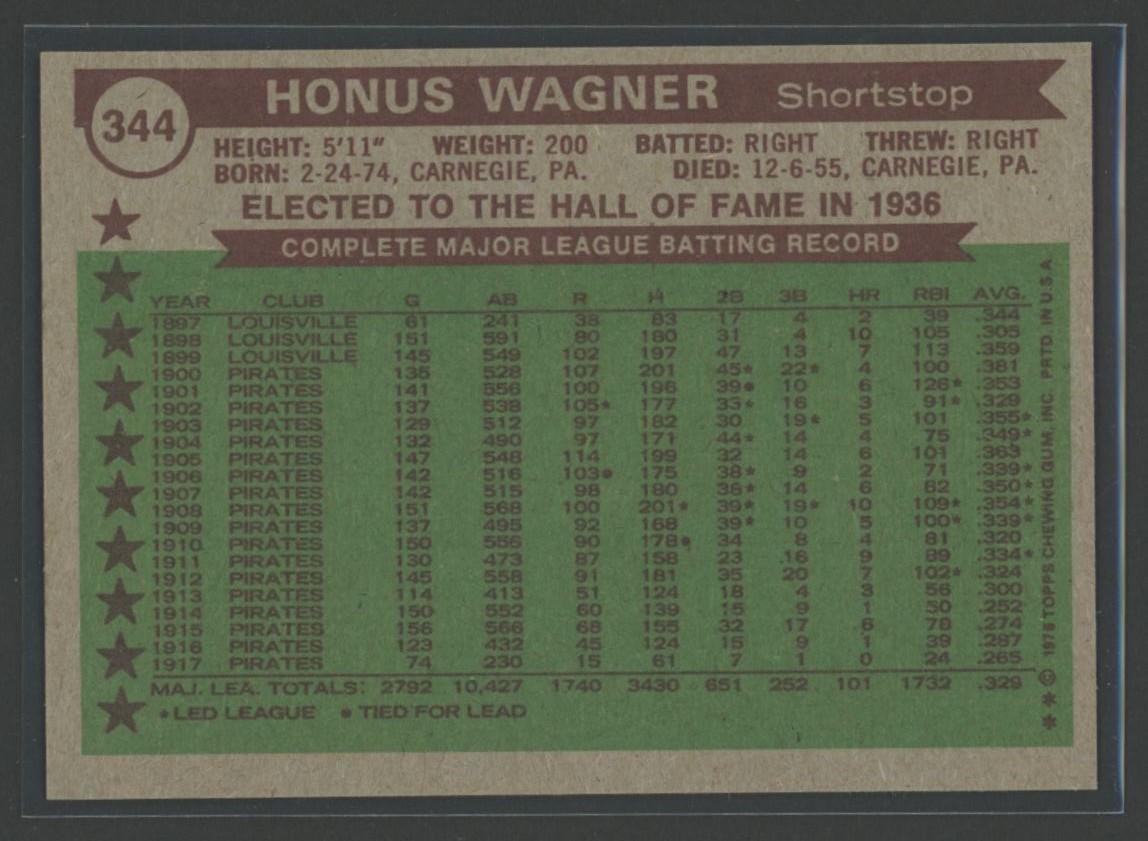 344
HONUS WAGNER Shortstop
HEIGHT: 5'11" WEIGHT: 200 BATTED: RIGHT THREW: RIGHT
BORN: 2-24-74, CARNEGIE, PA. DIED: 12-6-55, CARNEGIE, PA.
ELECTED TO THE HALL OF FAME IN 1936
COMPLETE MAJOR LEAGUE BATTING RECORD
YEAR CLUB G AB R H 2B 3B HR RBI AVG.
1897 LOUISVILLE 61 241 38 83 17 4 2 39 .344
1898 LOUISVILLE 151 591 80 180 31 4 10 105 .305
1899 LOUISVILLE 145 549 102 197 47 13 7 113 .359
1900 PIRATES 135 528 107 201 45* 22* 4 100 .381
1901 PIRATES 141 556 100 196 39• 10 6 126* .353
1902 PIRATES 137 538 105* 177 33* 16 3 91* .329
1903 PIRATES 129 512 97 182 30 19* 5 101 .355*
1904 PIRATES 132 490 97 171 44* 14 4 75 .349*
1905 PIRATES 147 548 114 199 32 14 6 101 .363
1906 PIRATES 142 516 103• 175 38* 9 2 71 .339*
1907 PIRATES 142 515 98 180 38* 14 6 82 .350*
1908 PIRATES 151 568 100 201* 39* 19* 10 109* .354*
1909 PIRATES 137 495 92 168 39* 10 5 100* .339*
1910 PIRATES 150 556 90 178• 34 8 4 81 .320
1911 PIRATES 130 473 87 158 23 16 9 89 .334*
1912 PIRATES 145 558 91 181 35 20 7 102* .324
1913 PIRATES 114 413 51 124 18 4 3 56 .300
1914 PIRATES 150 552 60 139 15 9 1 50 .252
1915 PIRATES 156 566 68 155 32 17 6 78 .274
1916 PIRATES 123 432 45 124 15 9 1 39 .287
1917 PIRATES 74 230 15 61 7 1 0 24 .265
MAJ. LEA. TOTALS: 2792 10,427 1740 3430 651 252 101 1732 .329
*LED LEAGUE • TIED FOR LEAD
** © 1976 TOPPS CHEWING GUM, INC. PRTD. IN U.S.A.